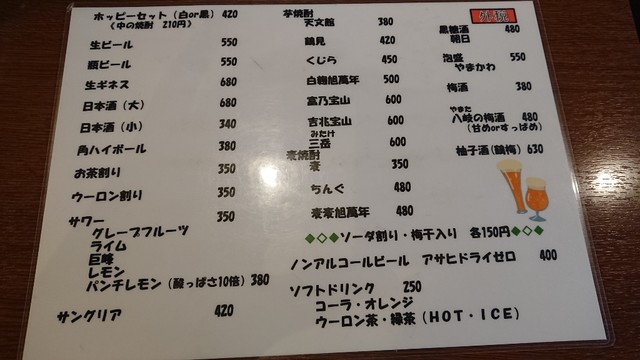 ホッピーセット（白or黒） 420
（中の焼酎 210円）
生ビール 550
瓶ビール 550
生ギネス 680
日本酒（大） 680
日本酒（小） 340
角ハイボール 380
お茶割り 350
ウーロン割り 350
サワー 350
グレープフルーツ
ライム
巨峰
レモン
パンチレモン（酸っぱさ10倍） 380
サングリア 420
芋焼酎
天文館 380
鶴見 420
くじら 450
白麹旭萬年 500
富乃宝山 600
吉兆宝山 600
みたけ
三岳 600
麦焼酎
麦 350
ちんぐ 480
麦麦旭萬年 480
黒糖酒 480
朝日
泡盛 550
やまかわ
梅酒 380
やまた
八岐の梅酒 480
（甘めorすっぱめ）
柚子酒（鶴梅） 630
◆◇◆ソーダ割り・梅干入り 各150円◆◇◆
ノンアルコールビール アサヒドライゼロ 400
ソフトドリンク 250
コーラ・オレンジ
ウーロン茶・緑茶（HOT・ICE）